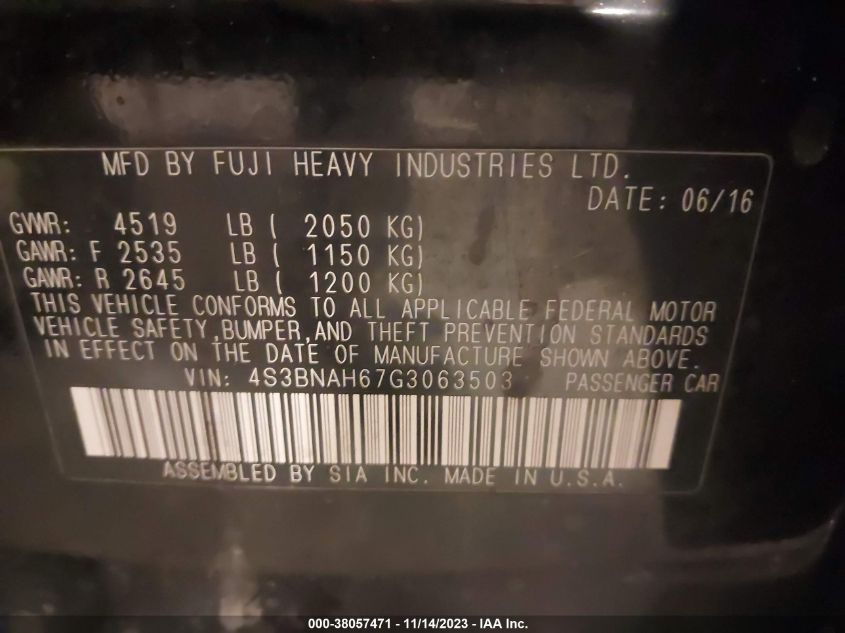 MFD BY FUJI HEAVY INDUSTRIES LTD.
DATE: 06/16
GVWR: 4519 LB ( 2050 KG)
GAWR: F 2535 LB ( 1150 KG)
GAWR: R 2645 LB ( 1200 KG)
THIS VEHICLE CONFORMS TO ALL APPLICABLE FEDERAL MOTOR
VEHICLE SAFETY,BUMPER,AND THEFT PREVENTION STANDARDS
IN EFFECT ON THE DATE OF MANUFACTURE SHOWN ABOVE.
VIN: 4S3BNAH67G3063503 PASSENGER CAR
ASSEMBLED BY SIA INC. MADE IN U.S.A.
000-38057471 - 11/14/2023 - IAA Inc.